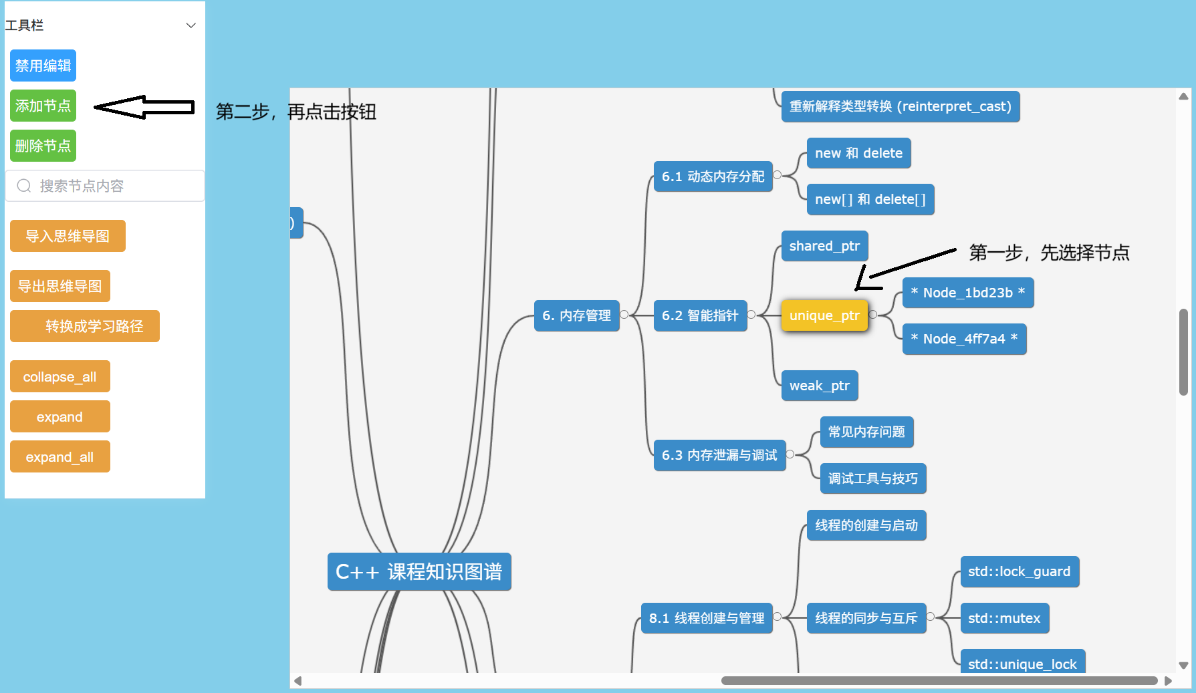 工具栏
禁用编辑
添加节点
删除节点
搜索节点内容
导入思维导图
导出思维导图
转换成学习路径
collapse_all
expand
expand_all
第二步，再点击按钮
第一步，先选择节点
重新解释类型转换 (reinterpret_cast)
6.1 动态内存分配
new 和 delete
new[] 和 delete[]
6. 内存管理
6.2 智能指针
shared_ptr
unique_ptr
* Node_1bd23b *
* Node_4ff7a4 *
weak_ptr
6.3 内存泄漏与调试
常见内存问题
调试工具与技巧
C++ 课程知识图谱
8.1 线程创建与管理
线程的创建与启动
线程的同步与互斥
std::lock_guard
std::mutex
std::unique_lock